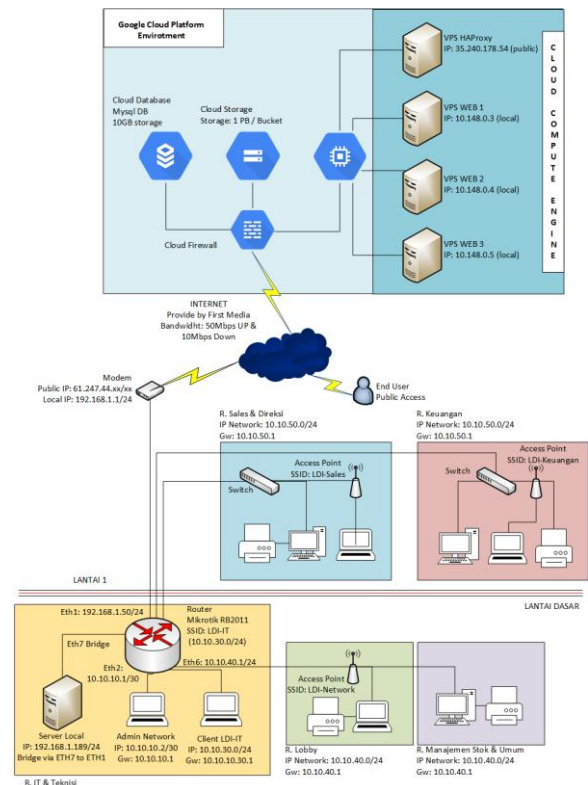 Google Cloud Platform
Envirotment
Cloud Database
Mysql DB
10GB storage
Cloud Storage
Storage: 1 PB / Bucket
Cloud Firewall
VPS HAProxy
IP: 35.240.178.54 (public)
VPS WEB 1
IP: 10.148.0.3 (local)
VPS WEB 2
IP: 10.148.0.4 (local)
VPS WEB 3
IP: 10.148.0.5 (local)
CLOUD COMPUTE ENGINE
INTERNET
Provide by First Media
Bandwidht: 50Mbps UP &
10Mbps Down
Modem
Public IP: 61.247.44.xx/xx
Local IP: 192.168.1.1/24
End User
Public Access
R. Sales & Direksi
IP Network: 10.10.50.0/24
Gw: 10.10.50.1
Access Point
SSID: LDI-Sales
Switch
R. Keuangan
IP Network: 10.10.50.0/24
Gw: 10.10.50.1
Access Point
SSID: LDI-Keuangan
Switch
LANTAI 1
LANTAI DASAR
Eth1: 192.168.1.50/24
Router
Mikrotik RB2011
SSID: LDI-IT
(10.10.30.0/24)
Eth7 Bridge
Eth2:
10.10.10.1/30
Eth6: 10.10.40.1/24
Server Local
IP: 192.168.1.189/24
Bridge via ETH7 to ETH1
Admin Network
IP: 10.10.10.2/30
Gw: 10.10.10.1
Client LDI-IT
IP: 10.10.30.0/24
Gw: 10.10.10.30.1
R. IT & Teknisi
Access Point
SSID: LDI-Network
R. Lobby
IP Network: 10.10.40.0/24
Gw: 10.10.40.1
R. Manajemen Stok & Umum
IP Network: 10.10.40.0/24
Gw: 10.10.40.1